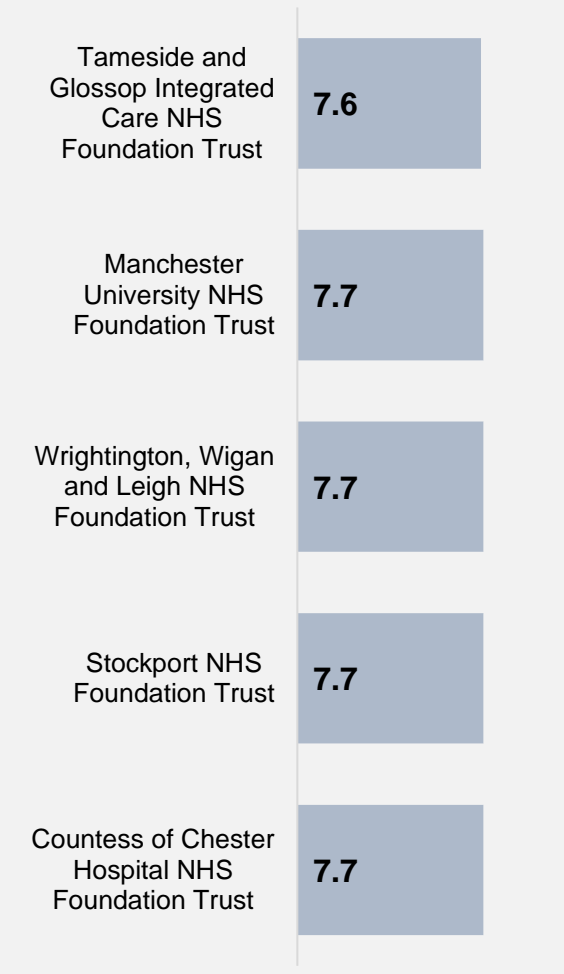 Tameside and
Glossop Integrated
Care NHS
Foundation Trust
7.6
Manchester
University NHS
Foundation Trust
7.7
Wrightington, Wigan
and Leigh NHS
Foundation Trust
7.7
Stockport NHS
Foundation Trust
7.7
Countess of Chester
Hospital NHS
Foundation Trust
7.7